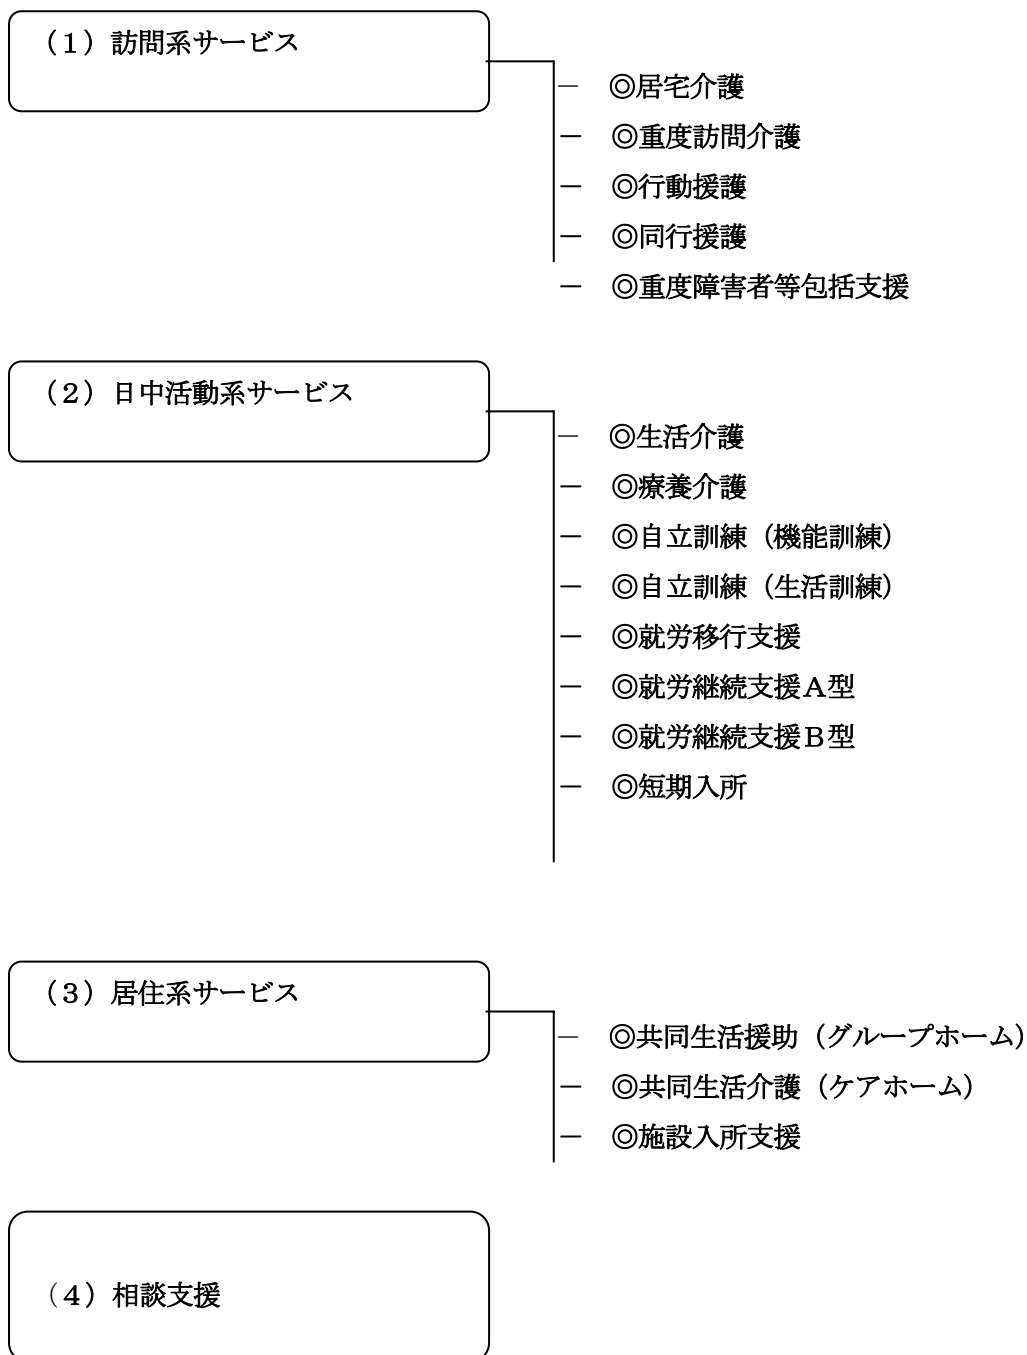 （１）訪問系サービス
― ◎居宅介護
― ◎重度訪問介護
― ◎行動援護
― ◎同行援護
― ◎重度障害者等包括支援
（２）日中活動系サービス
― ◎生活介護
― ◎療養介護
― ◎自立訓練（機能訓練）
― ◎自立訓練（生活訓練）
― ◎就労移行支援
― ◎就労継続支援Ａ型
― ◎就労継続支援Ｂ型
― ◎短期入所
（３）居住系サービス
― ◎共同生活援助（グループホーム）
― ◎共同生活介護（ケアホーム）
― ◎施設入所支援
（４）相談支援